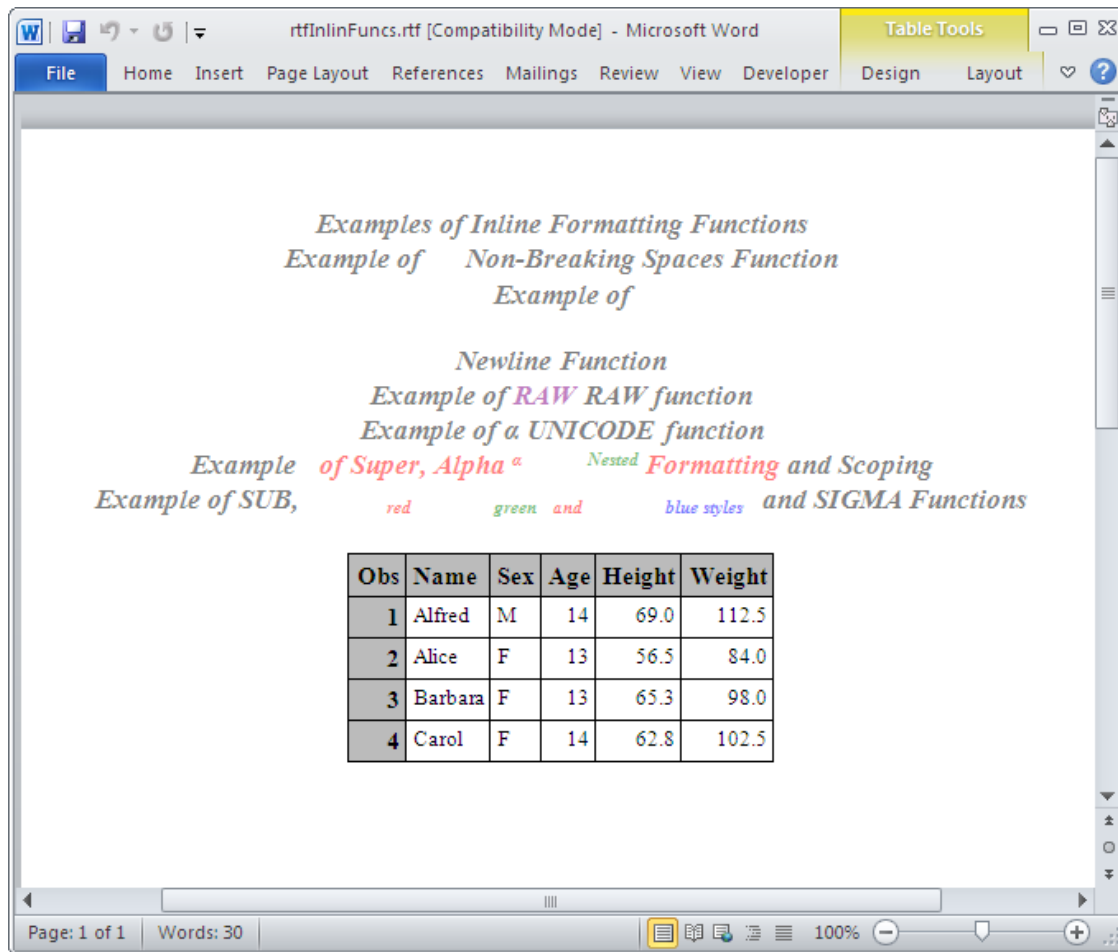 rtfInlinFuncs.rtf [Compatibility Mode] - Microsoft Word Table Tools
File Home Insert Page Layout References Mailings Review View Developer Design Layout
Examples of Inline Formatting Functions
Example of Non-Breaking Spaces Function
Example of
Newline Function
Example of RAW RAW function
Example of α UNICODE function
Example of Super, Alpha α Nested Formatting and Scoping
Example of SUB, red green and blue styles and SIGMA Functions
Obs Name Sex Age Height Weight
1 Alfred M 14 69.0 112.5
2 Alice F 13 56.5 84.0
3 Barbara F 13 65.3 98.0
4 Carol F 14 62.8 102.5
Page: 1 of 1 Words: 30 100%